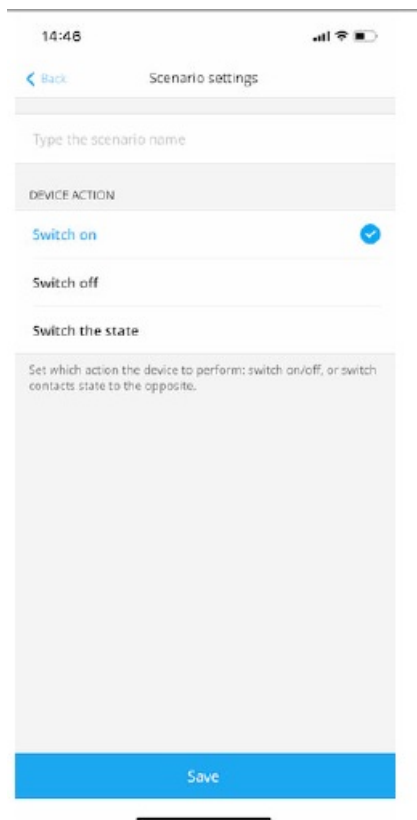 14:46
Back
Scenario settings
Type the scenario name
DEVICE ACTION
Switch on
Switch off
Switch the state
Set which action the device to perform: switch on/off, or switch
contacts state to the opposite.
Save